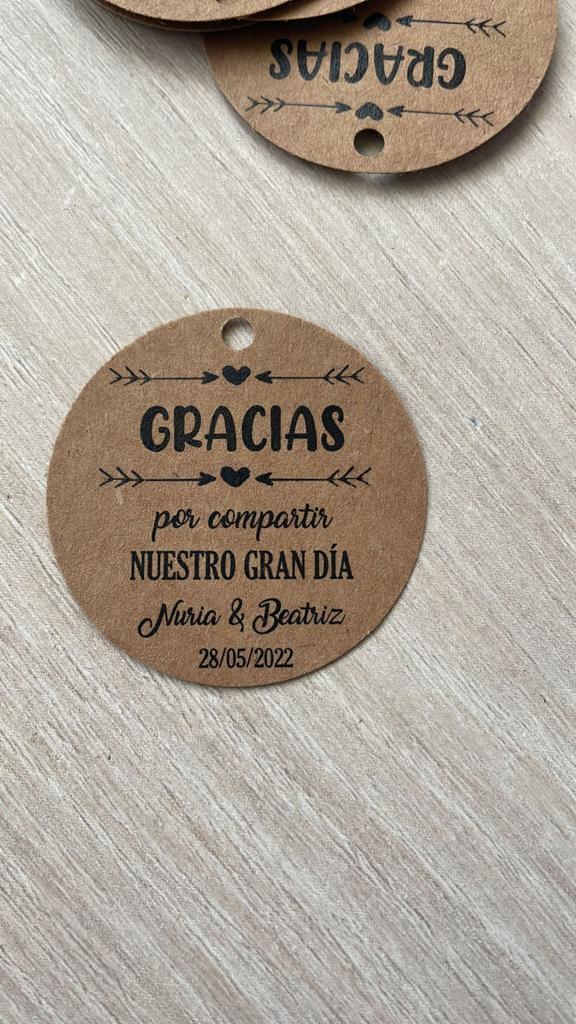 GRACIAS
GRACIAS
por compartir
NUESTRO GRAN DÍA
Nuria & Beatriz
28/05/2022